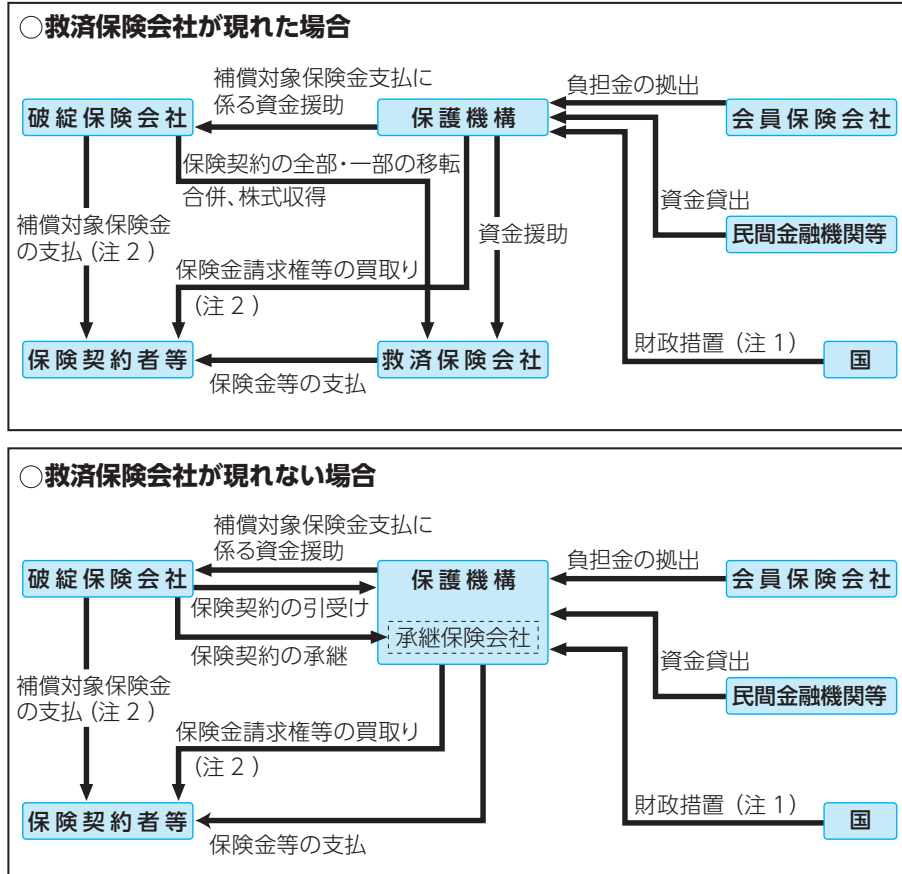 ○救済保険会社が現れた場合
補償対象保険金支払に
係る資金援助
負担金の拠出
破綻保険会社
保護機構
会員保険会社
保険契約の全部・一部の移転
合併、株式取得
資金貸出
補償対象保険金
の支払(注2)
資金援助
民間金融機関等
保険金請求権等の買取り
(注2)
財政措置(注1)
保険契約者等
救済保険会社
国
保険金等の支払
○救済保険会社が現れない場合
補償対象保険金支払に
係る資金援助
負担金の拠出
破綻保険会社
保護機構
会員保険会社
保険契約の引受け
承継保険会社
保険契約の承継
資金貸出
補償対象保険金
の支払(注2)
民間金融機関等
保険金請求権等の買取り
(注2)
財政措置(注1)
保険契約者等
国
保険金等の支払